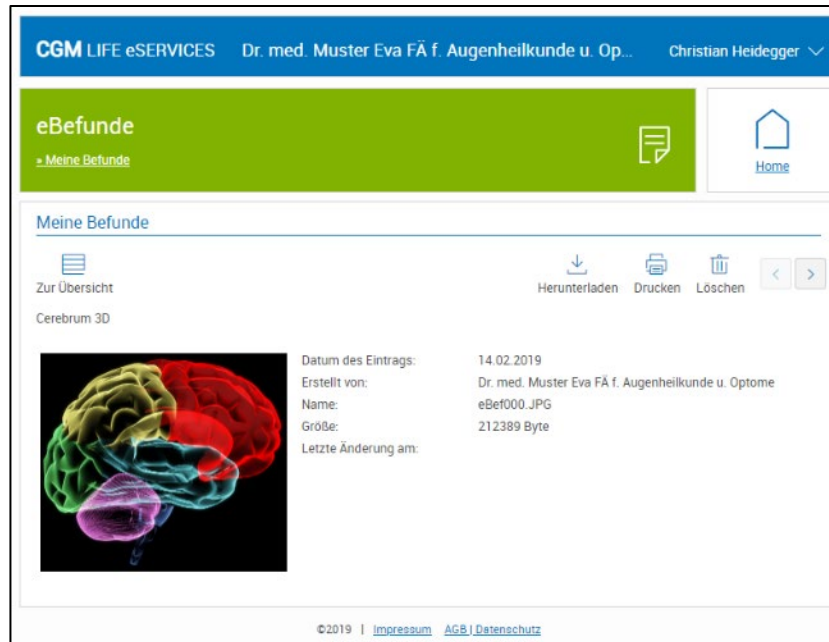 CGM LIFE eSERVICES Dr. med. Muster Eva FÄ f. Augenheilkunde u. Op... Christian Heidegger
eBefunde
» Meine Befunde
Home
Meine Befunde
Zur Übersicht Herunterladen Drucken Löschen < >
Cerebrum 3D
Datum des Eintrags: 14.02.2019
Erstellt von: Dr. med. Muster Eva FÄ f. Augenheilkunde u. Optome
Name: eBef000.JPG
Größe: 212389 Byte
Letzte Änderung am:
©2019 | Impressum AGB | Datenschutz